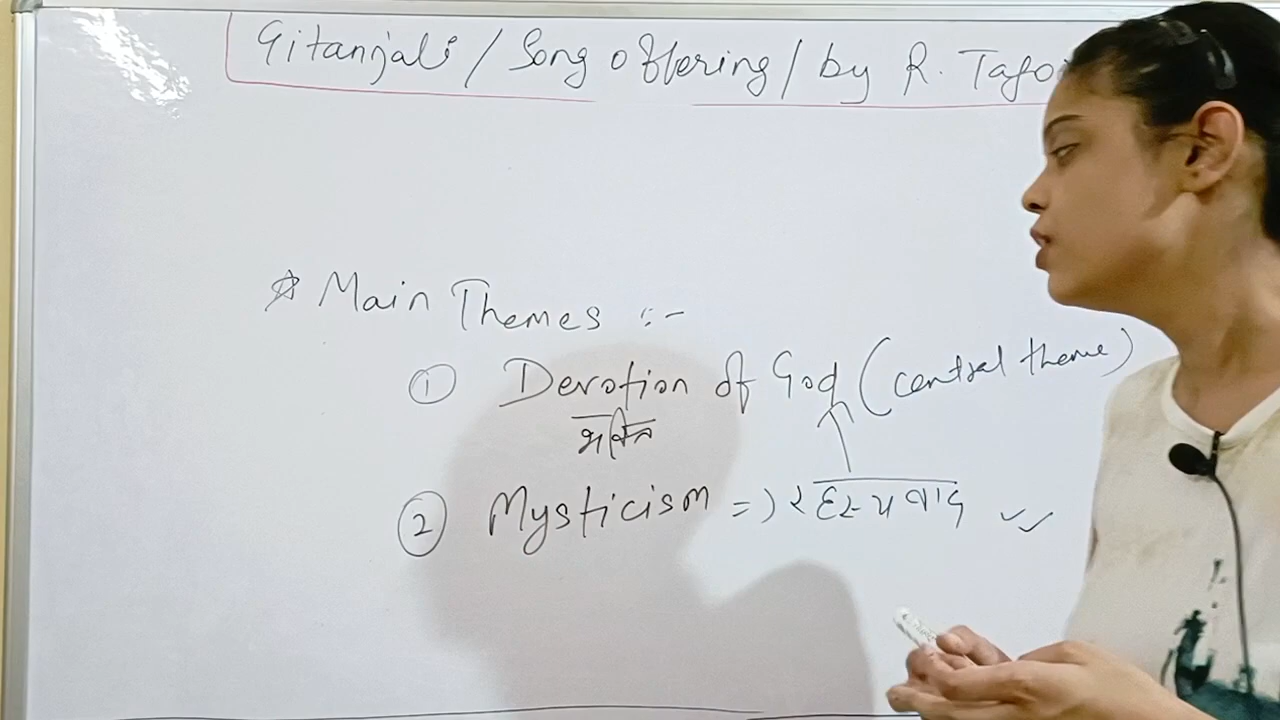 Gitanjali / Song offering / by R. Tago
☆ Main Themes :-
① Devotion of God (central theme)
भक्ति
② Mysticism => रहस्यवाद ✓✓